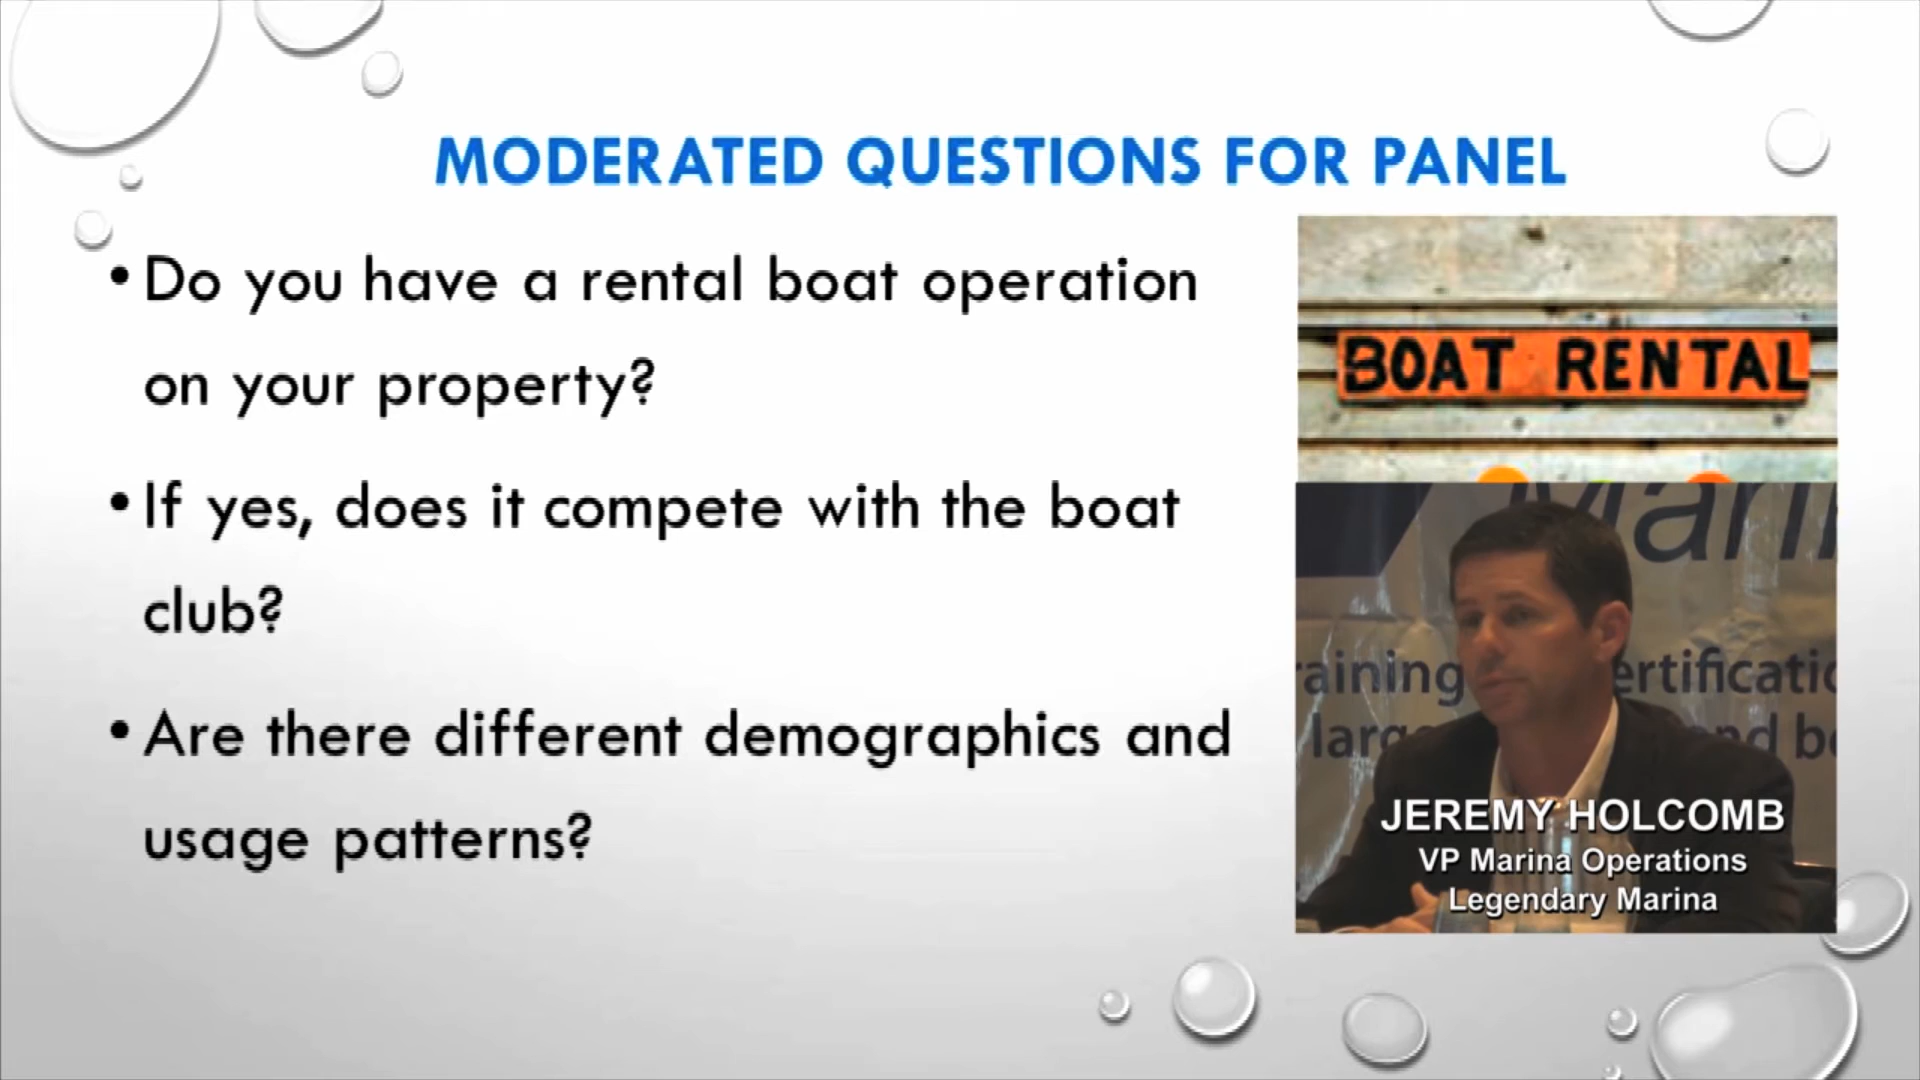 MODERATED QUESTIONS FOR PANEL
• Do you have a rental boat operation
on your property?
• If yes, does it compete with the boat
club?
• Are there different demographics and
usage patterns?
BOAT RENTAL
JEREMY HOLCOMB
VP Marina Operations
Legendary Marina